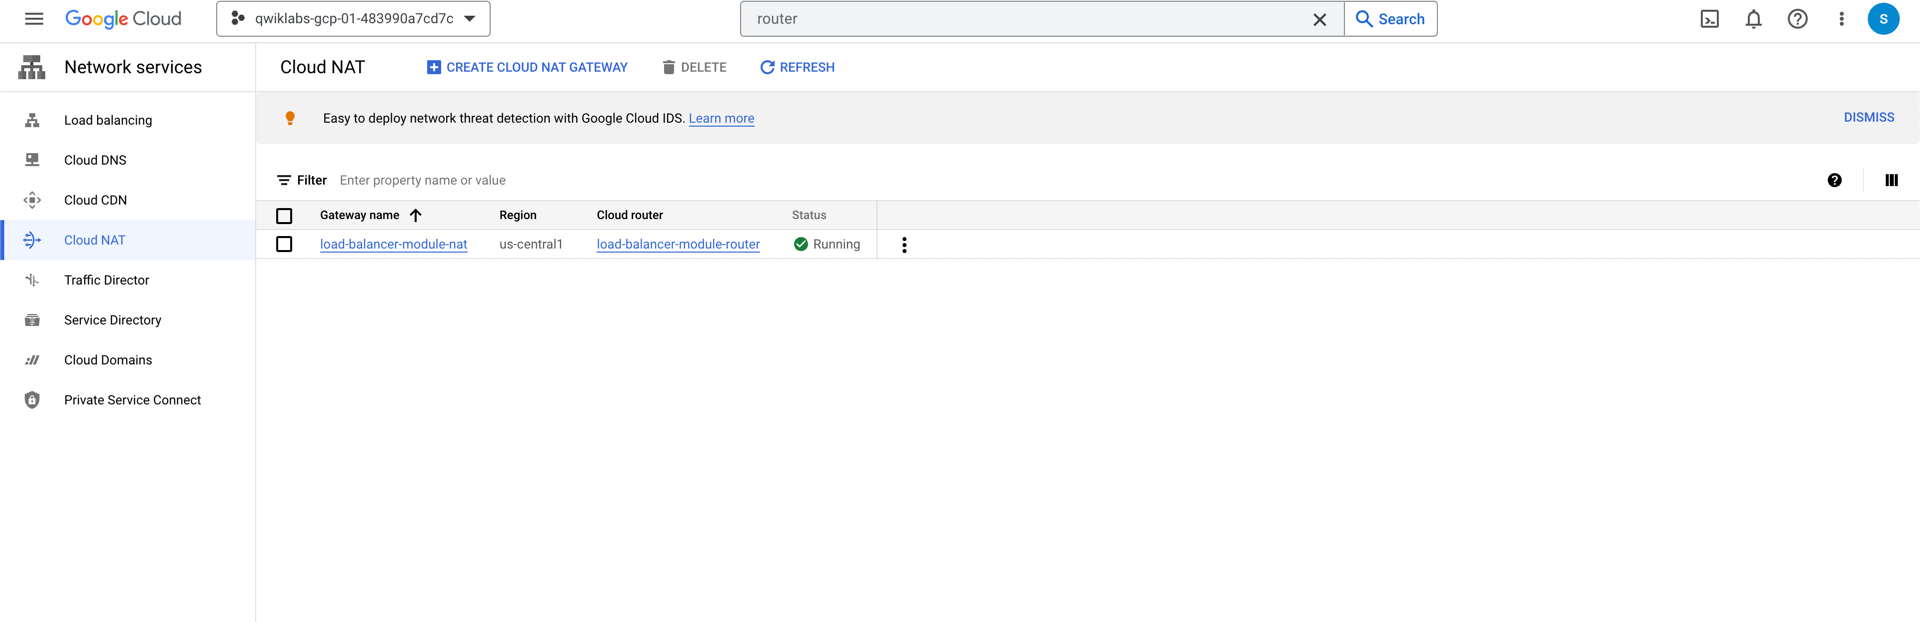 Google Cloud
qwiklabs-gcp-01-483990a7cd7c
router
Search
S
Network services
Cloud NAT
CREATE CLOUD NAT GATEWAY
DELETE
REFRESH
Load balancing
Cloud DNS
Cloud CDN
Cloud NAT
Traffic Director
Service Directory
Cloud Domains
Private Service Connect
Easy to deploy network threat detection with Google Cloud IDS. Learn more
DISMISS
Filter Enter property name or value
Gateway name Region Cloud router Status
load-balancer-module-nat us-central1 load-balancer-module-router Running